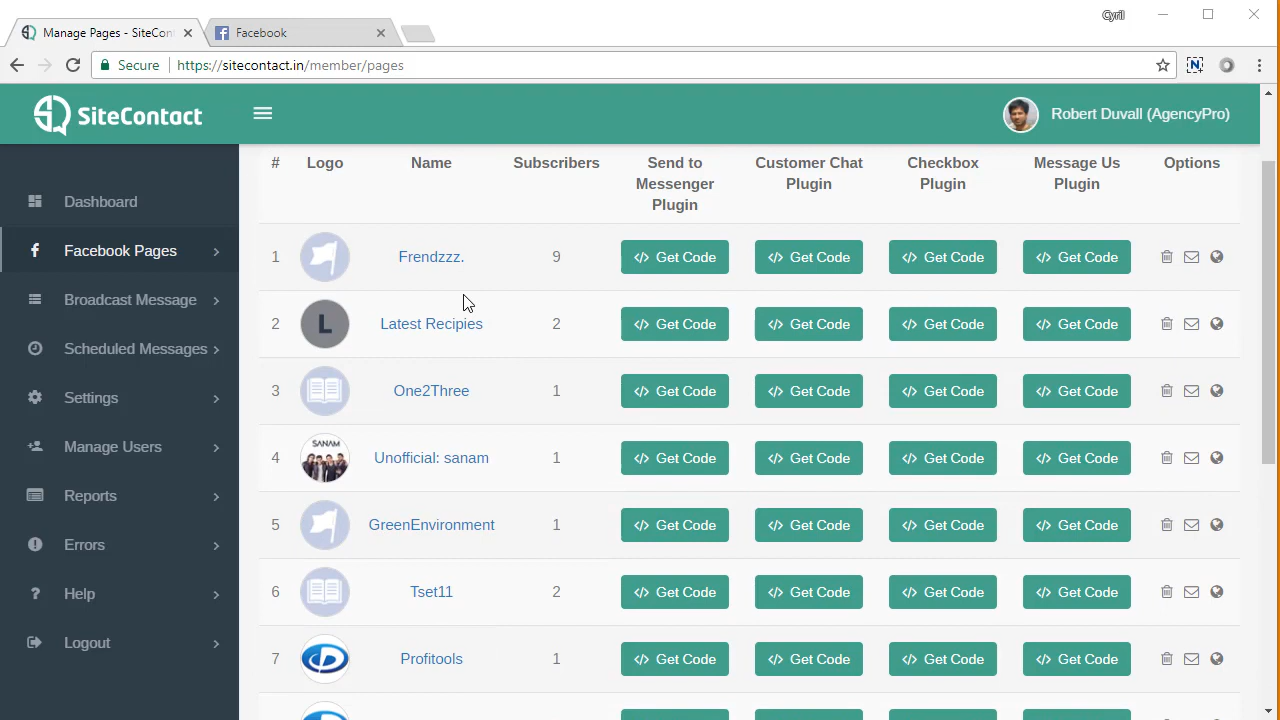 Cyril
Manage Pages - SiteCont
Facebook
Secure
https://sitecontact.in/member/pages
SiteContact
Robert Duvall (AgencyPro)
# Logo Name Subscribers Send to Messenger Plugin Customer Chat Plugin Checkbox Plugin Message Us Plugin Options
Dashboard
Facebook Pages
Broadcast Message
Scheduled Messages
Settings
Manage Users
Reports
Errors
Help
Logout
1 Frendzzz. 9 </> Get Code </> Get Code </> Get Code </> Get Code
2 L Latest Recipies 2 </> Get Code </> Get Code </> Get Code </> Get Code
3 One2Three 1 </> Get Code </> Get Code </> Get Code </> Get Code
4 SANAM Unofficial: sanam 1 </> Get Code </> Get Code </> Get Code </> Get Code
5 GreenEnvironment 1 </> Get Code </> Get Code </> Get Code </> Get Code
6 Tset11 2 </> Get Code </> Get Code </> Get Code </> Get Code
7 Profitools 1 </> Get Code </> Get Code </> Get Code </> Get Code